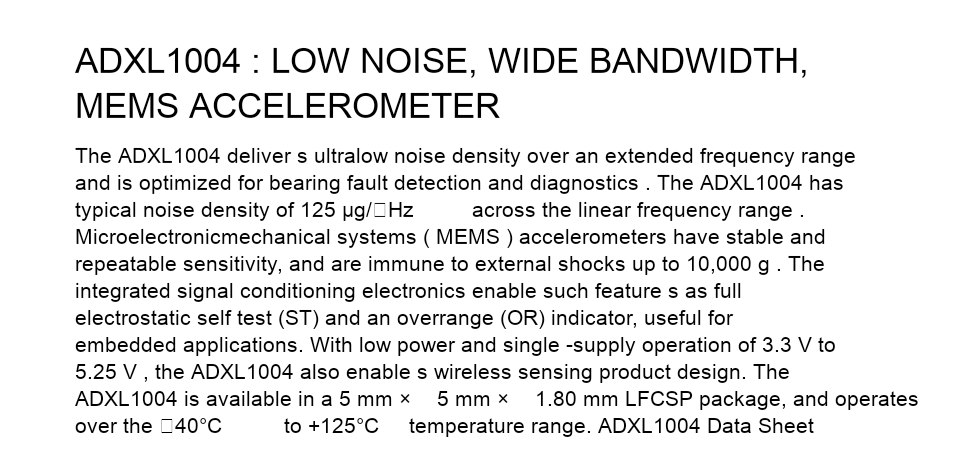 ADXL1004 : LOW NOISE, WIDE BANDWIDTH,
MEMS ACCELEROMETER
The ADXL1004 deliver s ultralow noise density over an extended frequency range
and is optimized for bearing fault detection and diagnostics . The ADXL1004 has
typical noise density of 125 μg/□Hz across the linear frequency range .
Microelectronicmechanical systems ( MEMS ) accelerometers have stable and
repeatable sensitivity, and are immune to external shocks up to 10,000 g . The
integrated signal conditioning electronics enable such feature s as full
electrostatic self test (ST) and an overrange (OR) indicator, useful for
embedded applications. With low power and single -supply operation of 3.3 V to
5.25 V , the ADXL1004 also enable s wireless sensing product design. The
ADXL1004 is available in a 5 mm × 5 mm × 1.80 mm LFCSP package, and operates
over the □40°C to +125°C temperature range. ADXL1004 Data Sheet